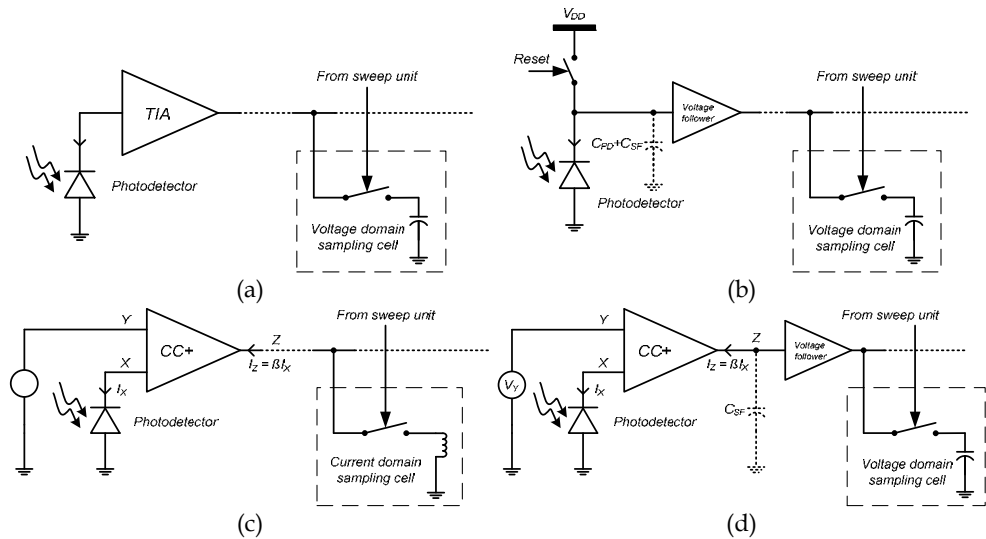 (a)
TIA
From sweep unit
Photodetector
Voltage domain
sampling cell
(b)
V_DD
Reset
Voltage
follower
From sweep unit
C_PD+C_SF
Photodetector
Voltage domain
sampling cell
(c)
Y
CC+
X
I_X
Z
I_Z = ßI_X
From sweep unit
Photodetector
Current domain
sampling cell
(d)
Y
V_Y
CC+
X
I_X
Z
I_Z = ßI_X
Voltage
follower
From sweep unit
C_SF
Photodetector
Voltage domain
sampling cell